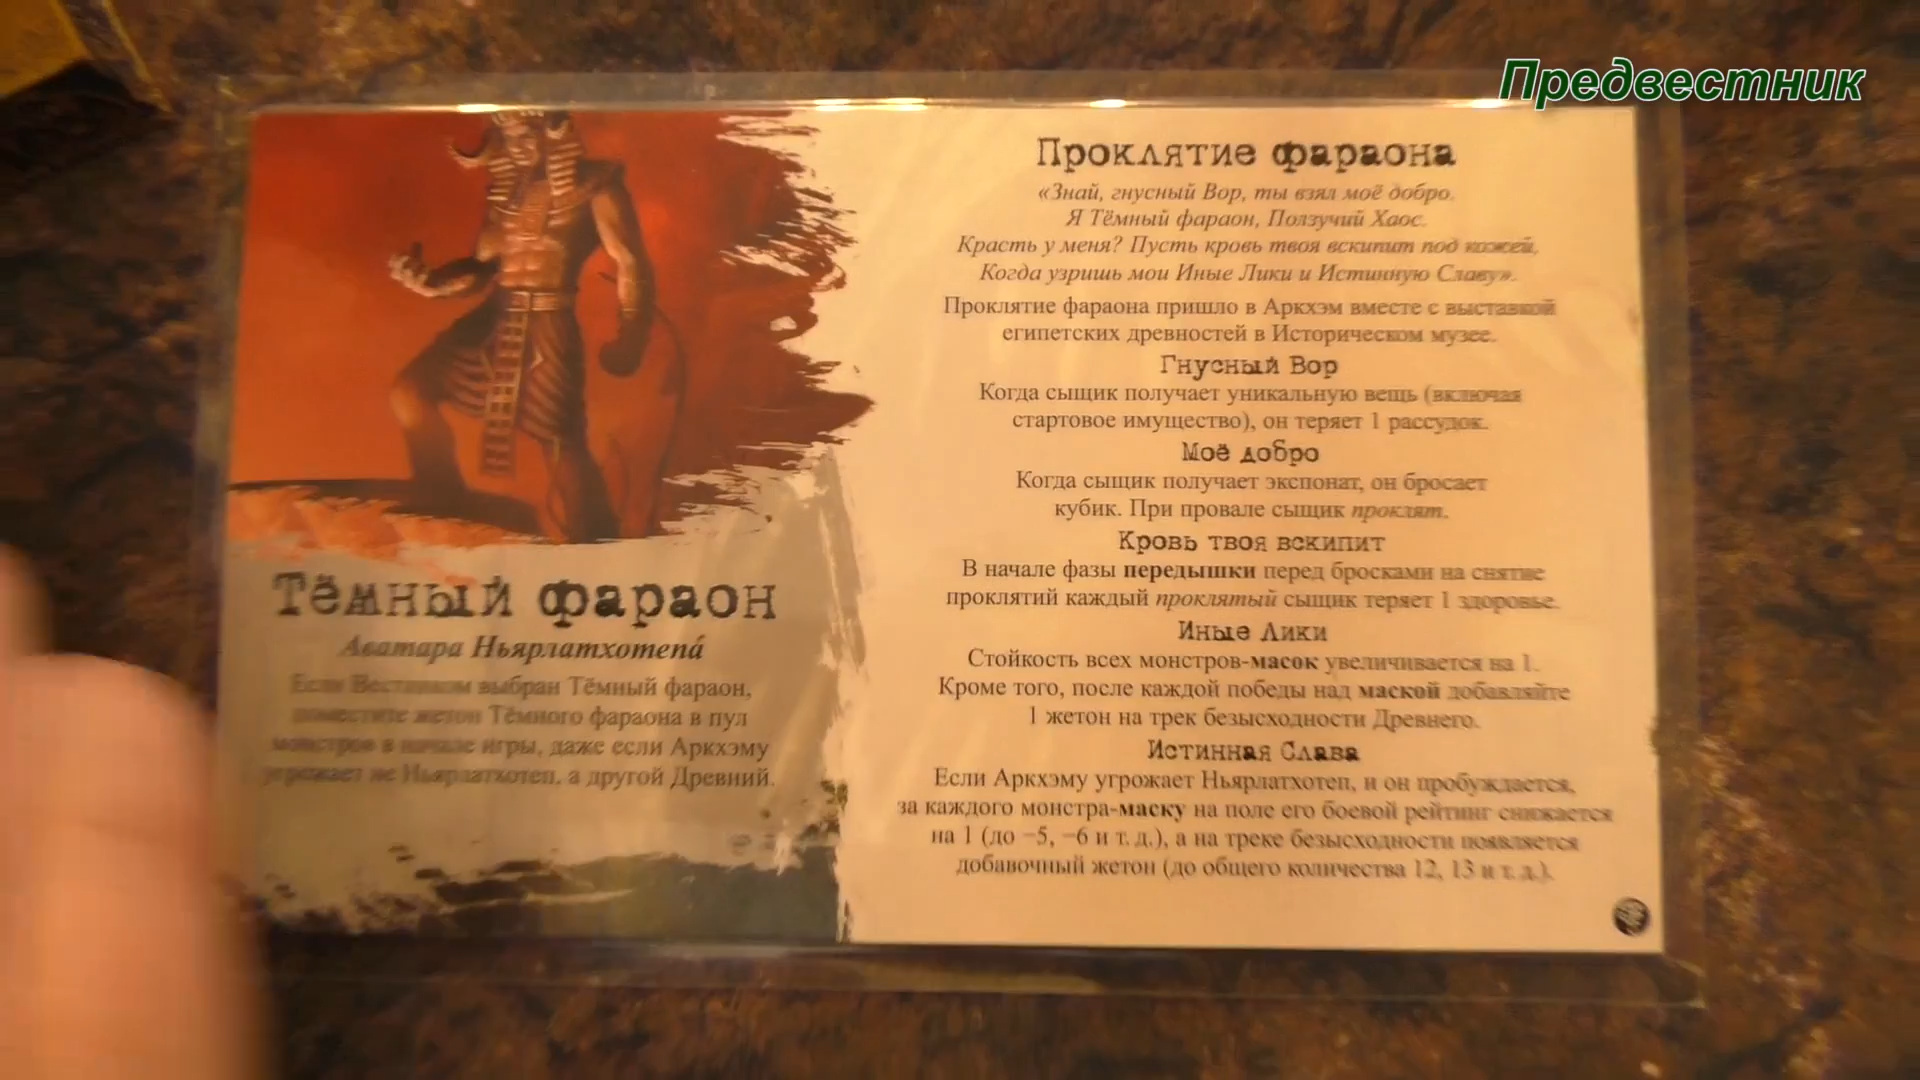 Предвестник
Тёмный фараон
Аватара Ньярлатхотепа́
Если Вестником выбран Тёмный фараон,
поместите жетон Тёмного фараона в пул
монстров в начале игры, даже если Аркхэму
угрожает не Ньярлатхотеп, а другой Древний.
Проклятие фараона
«Знай, гнусный Вор, ты взял моё добро.
Я Тёмный фараон, Ползучий Хаос.
Красть у меня? Пусть кровь твоя вскипит под кожей,
Когда узришь мои Иные Лики и Истинную Славу».
Проклятие фараона пришло в Аркхэм вместе с выставкой
египетских древностей в Историческом музее.
Гнусный Вор
Когда сыщик получает уникальную вещь (включая
стартовое имущество), он теряет 1 рассудок.
Моё добро
Когда сыщик получает экспонат, он бросает
кубик. При провале сыщик проклят.
Кровь твоя вскипит
В начале фазы передышки перед бросками на снятие
проклятий каждый проклятый сыщик теряет 1 здоровье.
Иные Лики
Стойкость всех монстров-масок увеличивается на 1.
Кроме того, после каждой победы над маской добавляйте
1 жетон на трек безысходности Древнего.
Истинная Слава
Если Аркхэму угрожает Ньярлатхотеп, и он пробуждается,
за каждого монстра-маску на поле его боевой рейтинг снижается
на 1 (до −5, −6 и т. д.), а на треке безысходности появляется
добавочный жетон (до общего количества 12, 13 и т. д.).